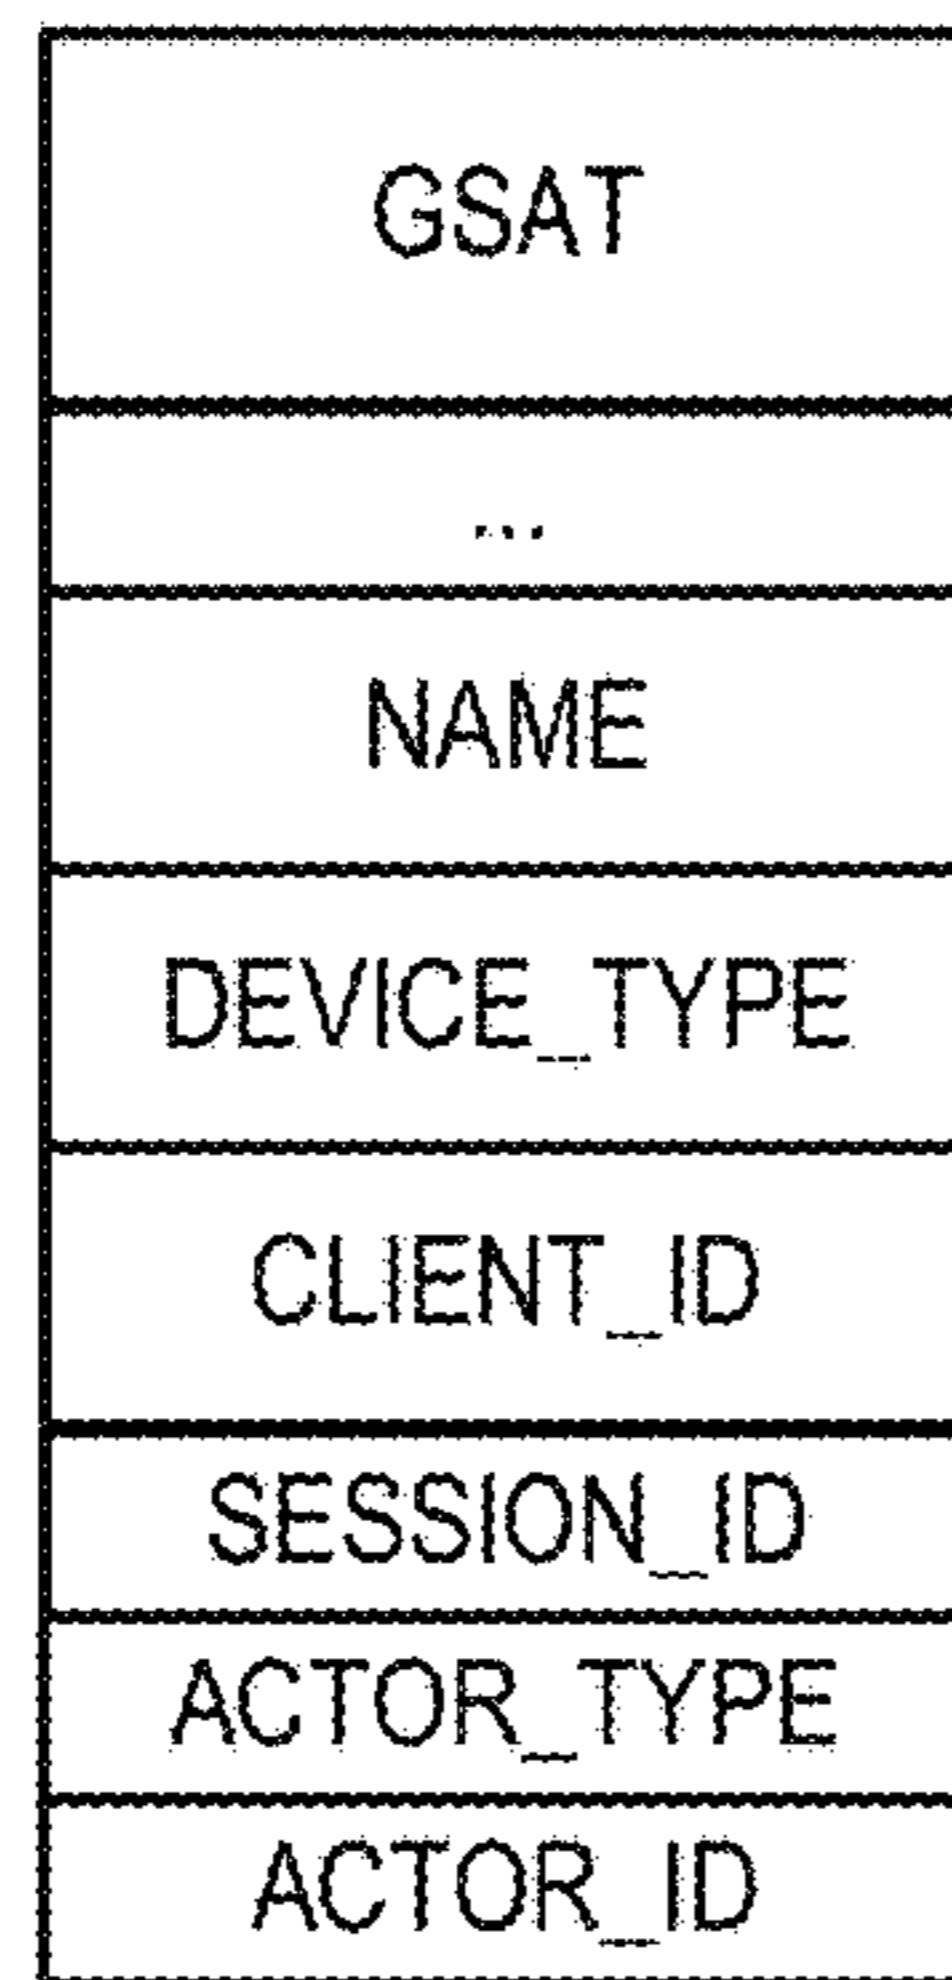 GSAT
...
NAME
DEVICE_TYPE
CLIENT_ID
SESSION_ID
ACTOR_TYPE
ACTOR_ID